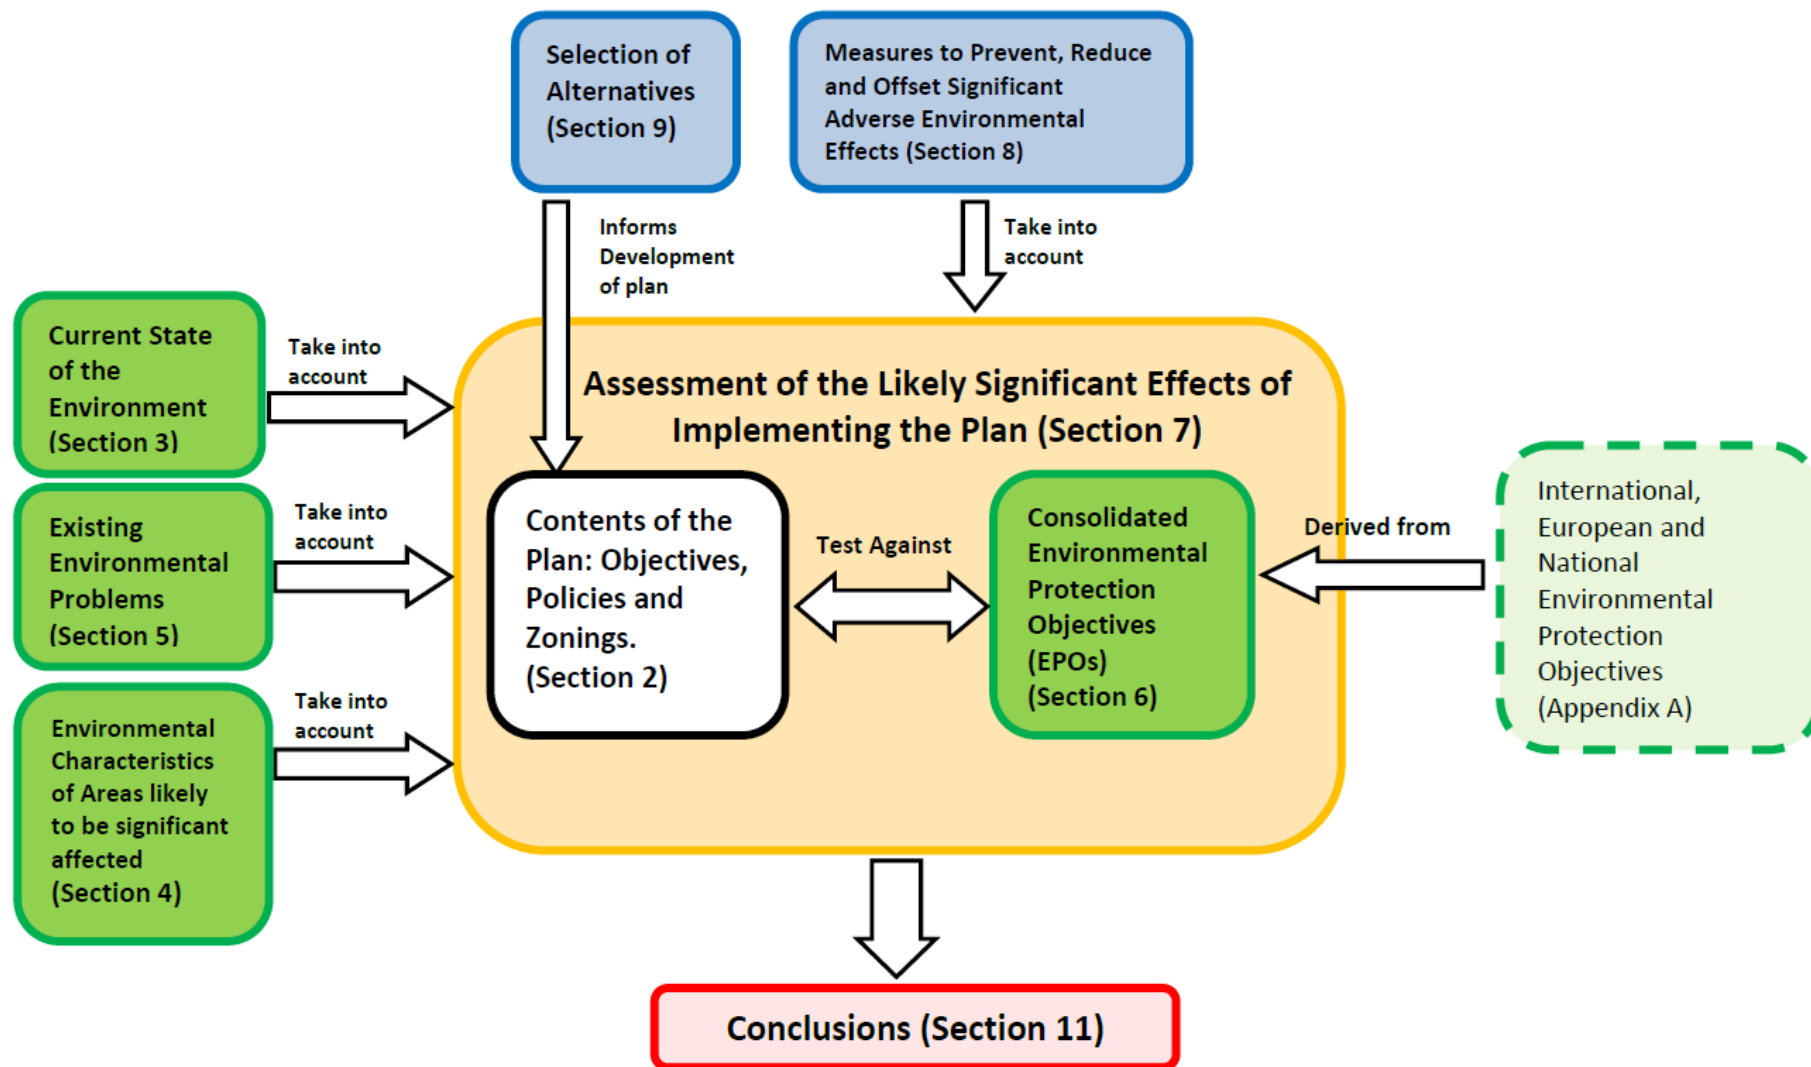 Selection of
Alternatives
(Section 9)
Measures to Prevent, Reduce
and Offset Significant
Adverse Environmental
Effects (Section 8)
Informs
Development
of plan
Take into
account
Current State
of the
Environment
(Section 3)
Take into
account
Existing
Environmental
Problems
(Section 5)
Take into
account
Environmental
Characteristics
of Areas likely
to be significant
affected
(Section 4)
Take into
account
Assessment of the Likely Significant Effects of
Implementing the Plan (Section 7)
Contents of the
Plan: Objectives,
Policies and
Zonings.
(Section 2)
Test Against
Consolidated
Environmental
Protection
Objectives
(EPOs)
(Section 6)
Derived from
International,
European and
National
Environmental
Protection
Objectives
(Appendix A)
Conclusions (Section 11)